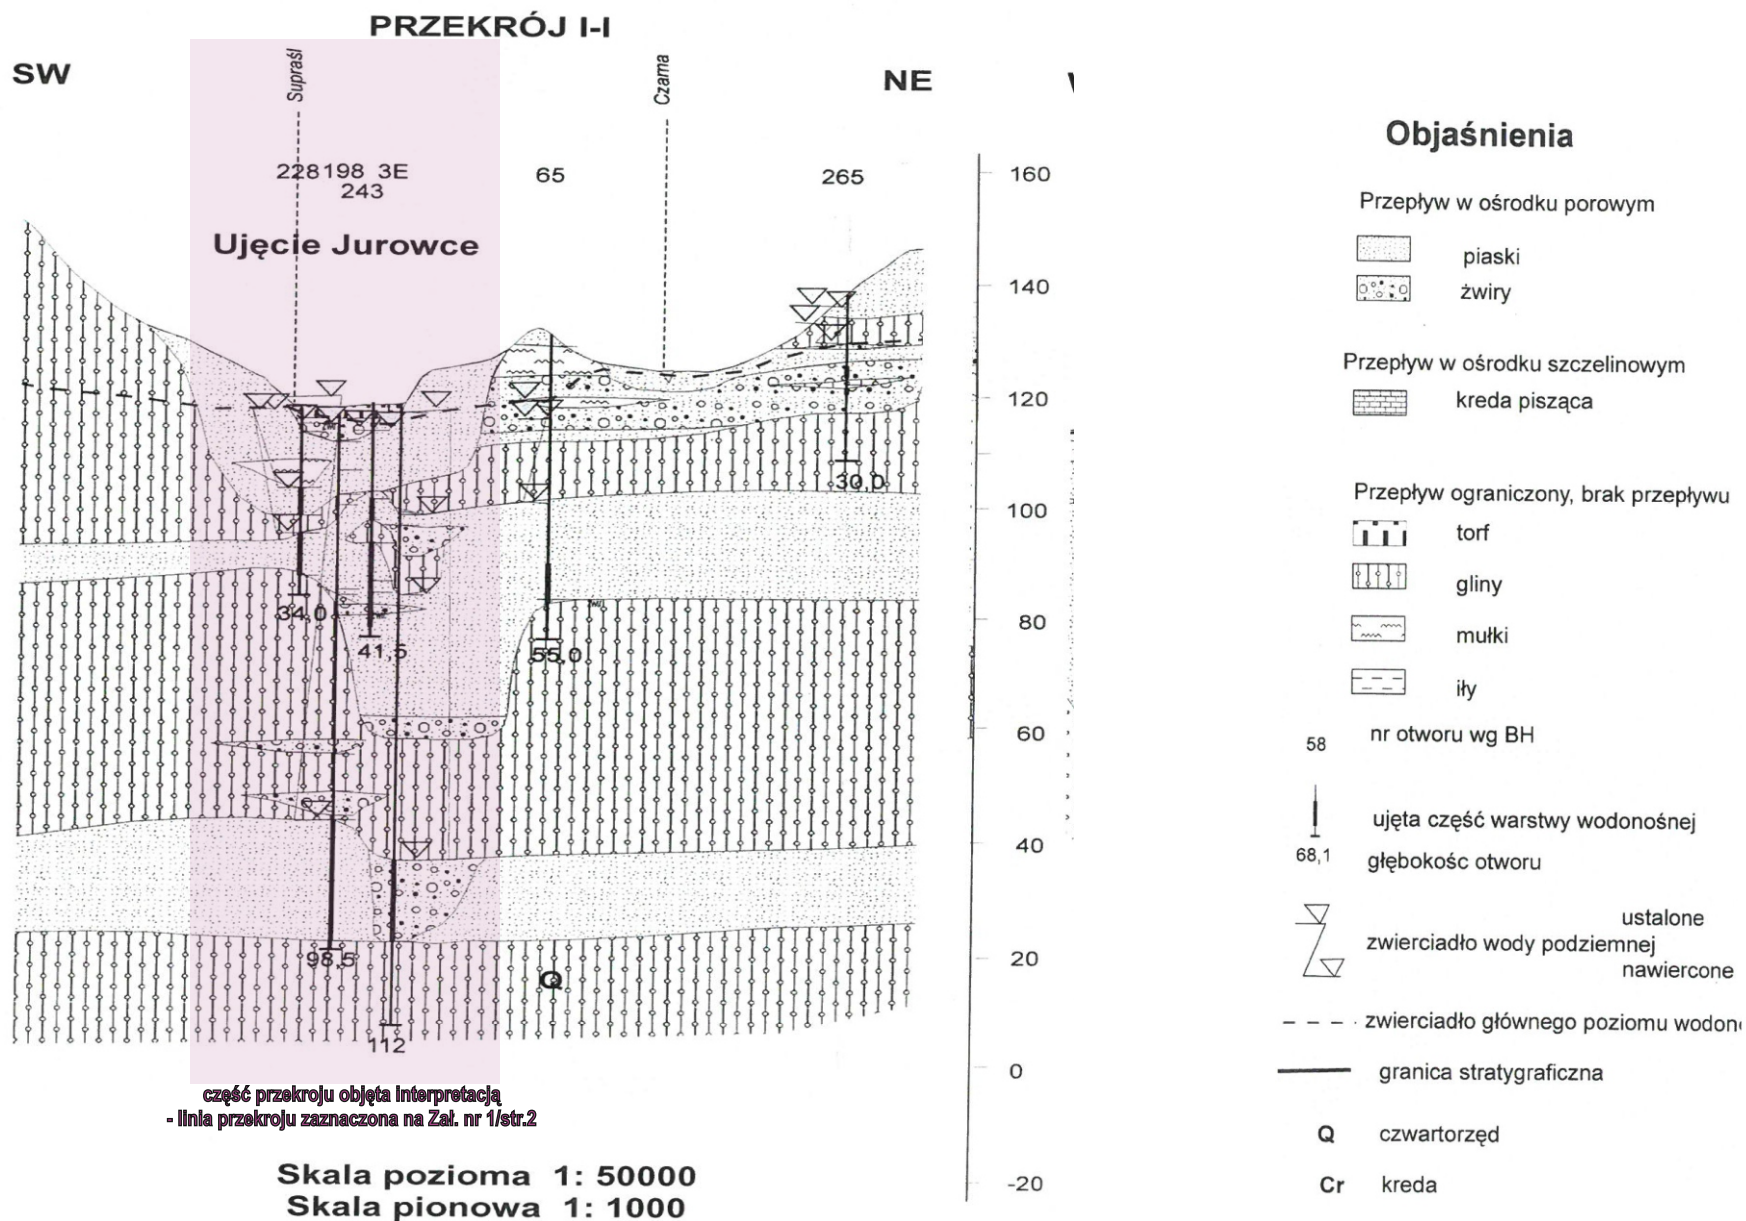 PRZEKRÓJ I-I
SW
NE
Supraśl
Czarna
228 198 3E
243
65
265
Ujęcie Jurowce
160
140
120
100
80
60
40
20
0
-20
30,0
34,0
41,5
55,0
98,5
112
Q
część przekroju objęta interpretacją
- linia przekroju zaznaczona na Zał. nr 1/str.2
Skala pozioma 1: 50000
Skala pionowa 1: 1000
Objaśnienia
Przepływ w ośrodku porowym
piaski
żwiry
Przepływ w ośrodku szczelinowym
kreda pisząca
Przepływ ograniczony, brak przepływu
torf
gliny
mułki
iły
58
nr otworu wg BH
ujęta część warstwy wodonośnej
68,1
głębokośc otworu
ustalone
zwierciadło wody podziemnej
nawiercone
zwierciadło głównego poziomu
granica stratygraficzna
Q czwartorzęd
Cr kreda